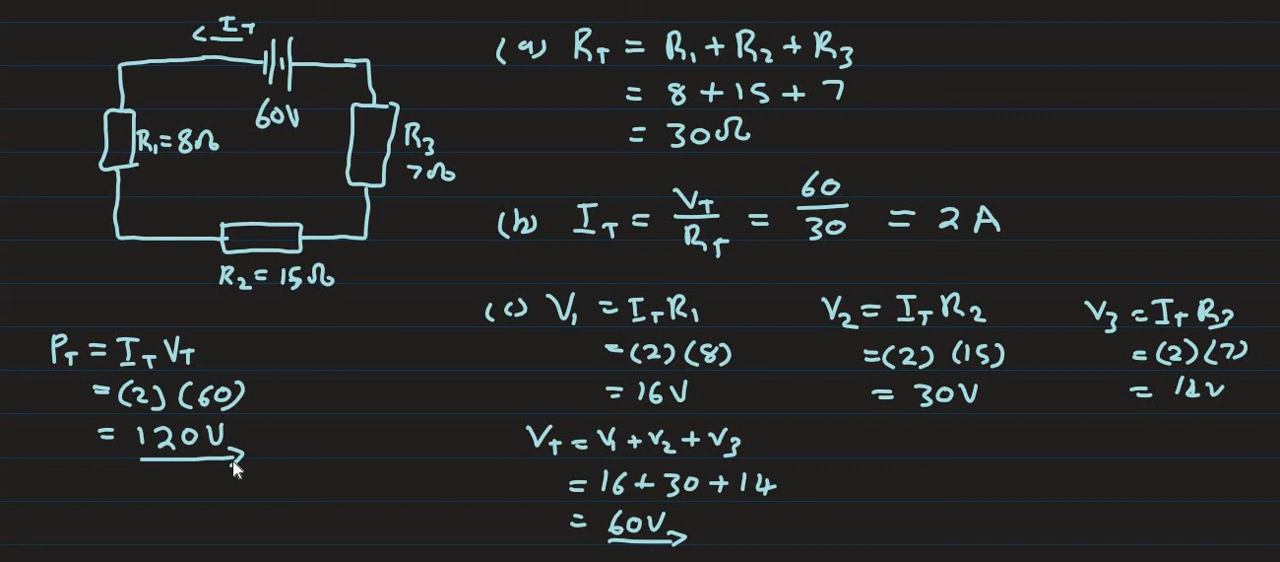 I_T
60V
R₁=8Ω
R₃
7Ω
R₂=15Ω
P_T = I_T V_T
=(2)(60)
= 120V
(a) R_T = R₁ + R₂ + R₃
= 8 + 15 + 7
= 30Ω
(b) I_T = V_T/R_T = 60/30 = 2A
(c) V₁ = I_T R₁
=(2)(8)
= 16V
V₂ = I_T R₂
=(2)(15)
= 30V
V₃ = I_T R₃
=(2)(7)
= 14V
V_T = V₁ + V₂ + V₃
= 16 + 30 + 14
= 60V